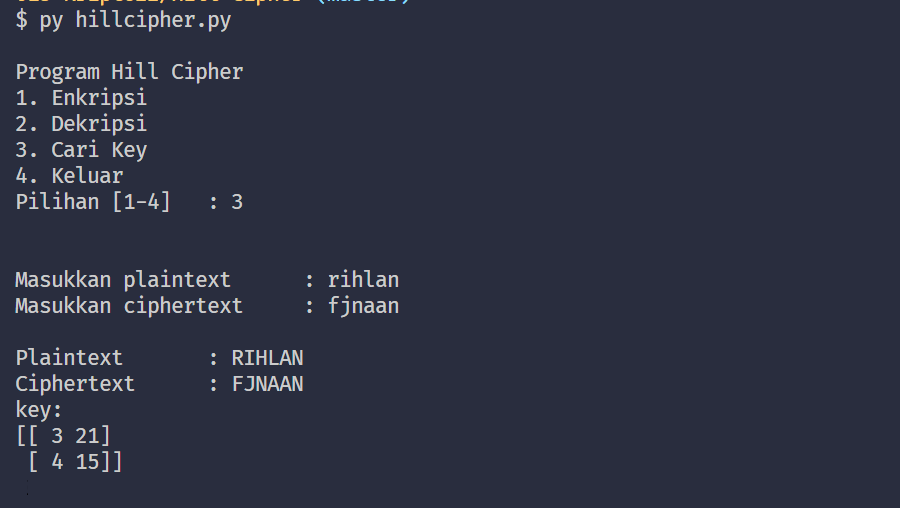 $ py hillcipher.py
Program Hill Cipher
1. Enkripsi
2. Dekripsi
3. Cari Key
4. Keluar
Pilihan [1-4]   : 3
Masukkan plaintext      : rihlan
Masukkan ciphertext     : fjnaan
Plaintext       : RIHLAN
Ciphertext      : FJNAAN
key:
[[ 3 21]
 [ 4 15]]